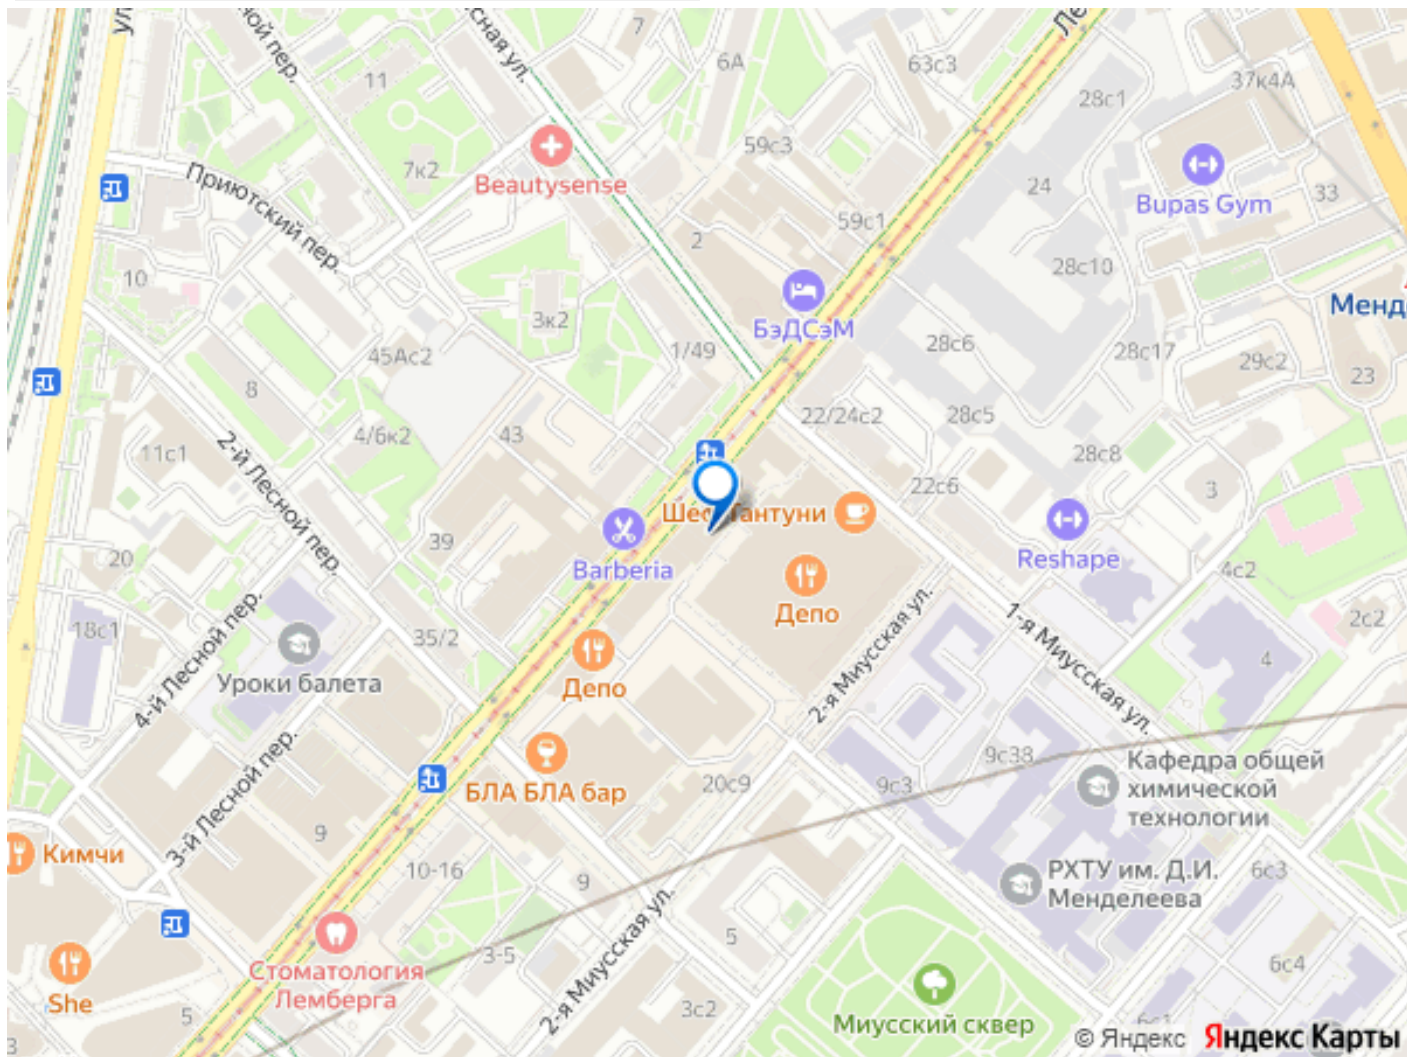 ул
сной пер.
сная ул.
7
6А
63с3
Ле
37к4А
11
28с1
59с3
Beautysense
7к2
Приютский пер.
24
Bupas Gym
33
59с1
2
10
28с10
БэДСэМ
Менд
3к2
45Ас2
1/49
28с6
28с17
29с2
23
8
22/24с2
28с5
4/6к2
43
11с1
28с8
2-й Лесной пер.
22с6
3
Шеф Тантуни
39
Barberia
Reshape
20
4с2
Депо
1-я Миусская ул.
2с2
18с1
35/2
4-й Лесной пер.
Уроки балета
Депо
2-я Миусская ул.
4
3-й Лесной пер.
9с38
Кафедра общей
химической
технологии
20с9
9с3
БЛА БЛА бар
9
Кимчи
10-16
9
РХТУ им. Д.И.
Менделеева
6с3
5
3-5
Стоматология
Лемберга
2-я Миусская ул.
6с4
She
5
3с2
Миусский сквер
6с1
3
© Яндекс Яндекс Карты